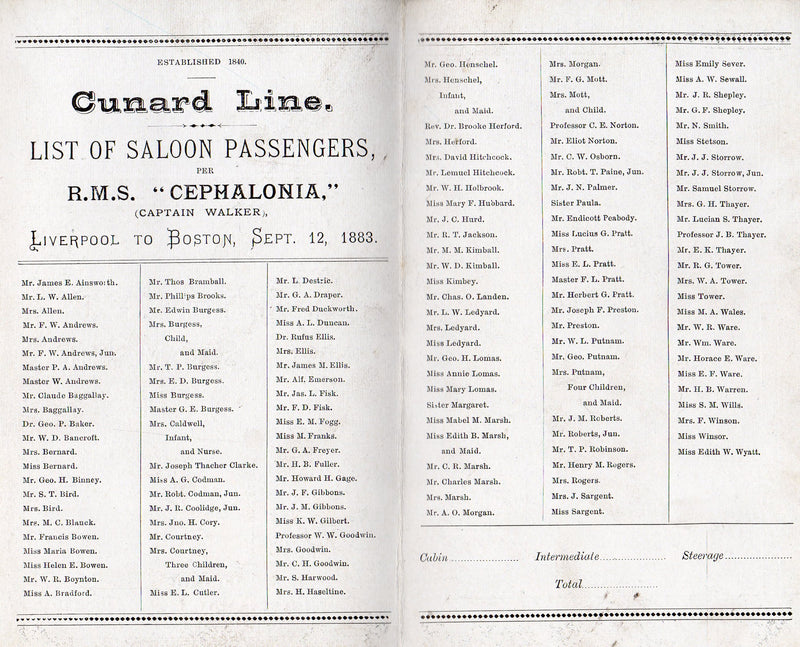 ESTABLISHED 1840.
Cunard Line.
LIST OF SALOON PASSENGERS,
PER
R.M.S. "CEPHALONIA,"
(CAPTAIN WALKER),
LIVERPOOL TO BOSTON, SEPT. 12, 1883.
Mr. James E. Ainsworth.
Mr. L. W. Allen.
Mrs. Allen.
Mr. F. W. Andrews.
Mrs. Andrews.
Mr. F. W. Andrews, Jun.
Master P. A. Andrews.
Master W. Andrews.
Mr. Claude Baggallay.
Mrs. Baggallay.
Dr. Geo. P. Baker.
Mr. W. D. Bancroft.
Mrs. Bernard.
Miss Bernard.
Mr. Geo. H. Binney.
Mr. S. T. Bird.
Mrs. Bird.
Mrs. M. C. Blanck.
Mr. Francis Bowen.
Miss Maria Bowen.
Miss Helen E. Bowen.
Mr. W. R. Boynton.
Miss A. Bradford.
Mr. Thos Bramball.
Mr. Phillips Brooks.
Mr. Edwin Burgess.
Mrs. Burgess,
Child,
and Maid.
Mr. T. P. Burgess.
Mrs. E. D. Burgess.
Miss Burgess.
Master G. E. Burgess.
Mrs. Caldwell,
Infant,
and Nurse.
Mr. Joseph Thacher Clarke.
Miss A. G. Codman.
Mr. Robt. Codman, Jun.
Mr. J. R. Coolidge, Jun.
Mrs. Jno. H. Cory.
Mr. Courtney.
Mrs. Courtney,
Three Children,
and Maid.
Miss E. L. Cutler.
Mr. L Destric.
Mr. G. A. Draper.
Mr. Fred Duckworth.
Miss A. L. Duncan.
Dr. Rufus Ellis.
Mrs. Ellis.
Mr. James M. Ellis.
Mr. Alf. Emerson.
Mr. Jas. L. Fisk.
Mr. F. D. Fisk.
Miss E. M. Fogg.
Miss M. Franks.
Mr. G. A. Freyer.
Mr. H. B. Fuller.
Mr. Howard H. Gage.
Mr. J. F. Gibbons.
Mr. J. M. Gibbons.
Miss K. W. Gilbert.
Professor W. W. Goodwin.
Mrs. Goodwin.
Mr. C. H. Goodwin.
Mr. S. Harwood.
Mrs. H. Haseltine.
Mr. Geo. Henschel.
Mrs. Henschel,
Infant,
and Maid.
Rev. Dr. Brooke Herford.
Mrs. Herford.
Mrs. David Hitchcock.
Mr. Lemuel Hitchcock.
Mr. W. H. Holbrook.
Miss Mary F. Hubbard.
Mr. J. C. Hurd.
Mr. R. T. Jackson.
Mr. M. M. Kimball.
Mr. W. D. Kimball.
Miss Kimbey.
Mr. Chas. O. Landen.
Mr. L. W. Ledyard.
Mrs. Ledyard.
Miss Ledyard.
Mr. Geo. H. Lomas.
Miss Annie Lomas.
Miss Mary Lomas.
Sister Margaret.
Miss Mabel M. Marsh.
Miss Edith B. Marsh,
and Maid.
Mr. C. R. Marsh.
Mr. Charles Marsh.
Mrs. Marsh.
Mr. A. O. Morgan.
Mrs. Morgan.
Mr. F. G. Mott.
Mrs. Mott,
and Child.
Professor C. E. Norton.
Mr. Eliot Norton.
Mr. C. W. Osborn.
Mr. Robt. T. Paine, Jun.
Mr. J. N. Palmer.
Sister Paula.
Mr. Endicott Peabody.
Miss Lucius G. Pratt.
Mrs. Pratt.
Miss E. L. Pratt.
Master F. L. Pratt.
Mr. Herbert G. Pratt.
Mr. Joseph F. Preston.
Mr. Preston.
Mr. W. L. Putnam.
Mr. Geo. Putnam.
Mrs. Putnam,
Four Children,
and Maid.
Mr. J. M. Roberts.
Mr. Roberts, Jun.
Mr. T. P. Robinson.
Mr. Henry M. Rogers.
Mrs. Rogers.
Mrs. J. Sargent.
Miss Sargent.
Miss Emily Sever.
Miss A. W. Sewall.
Mr. J. R. Shepley.
Mr. G. F. Shepley.
Mr. N. Smith.
Miss Stetson.
Mr. J. J. Storrow.
Mr. J. J. Storrow, Jun.
Mr. Samuel Storrow.
Mrs. G. H. Thayer.
Mr. Lucian S. Thayer.
Professor J. B. Thayer.
Mr. E. K. Thayer.
Mr. R. G. Tower.
Mrs. W. A. Tower.
Miss Tower.
Miss M. A. Wales.
Mr. W. R. Ware.
Mr. Wm. Ware.
Mr. Horace E. Ware.
Miss E. F. Ware.
Mr. H. B. Warren.
Miss S. M. Wills.
Mrs. F. Winson.
Miss Winsor.
Miss Edith W. Wyatt.
Cabin.................... Intermediate.................... Steerage....................
Total......................